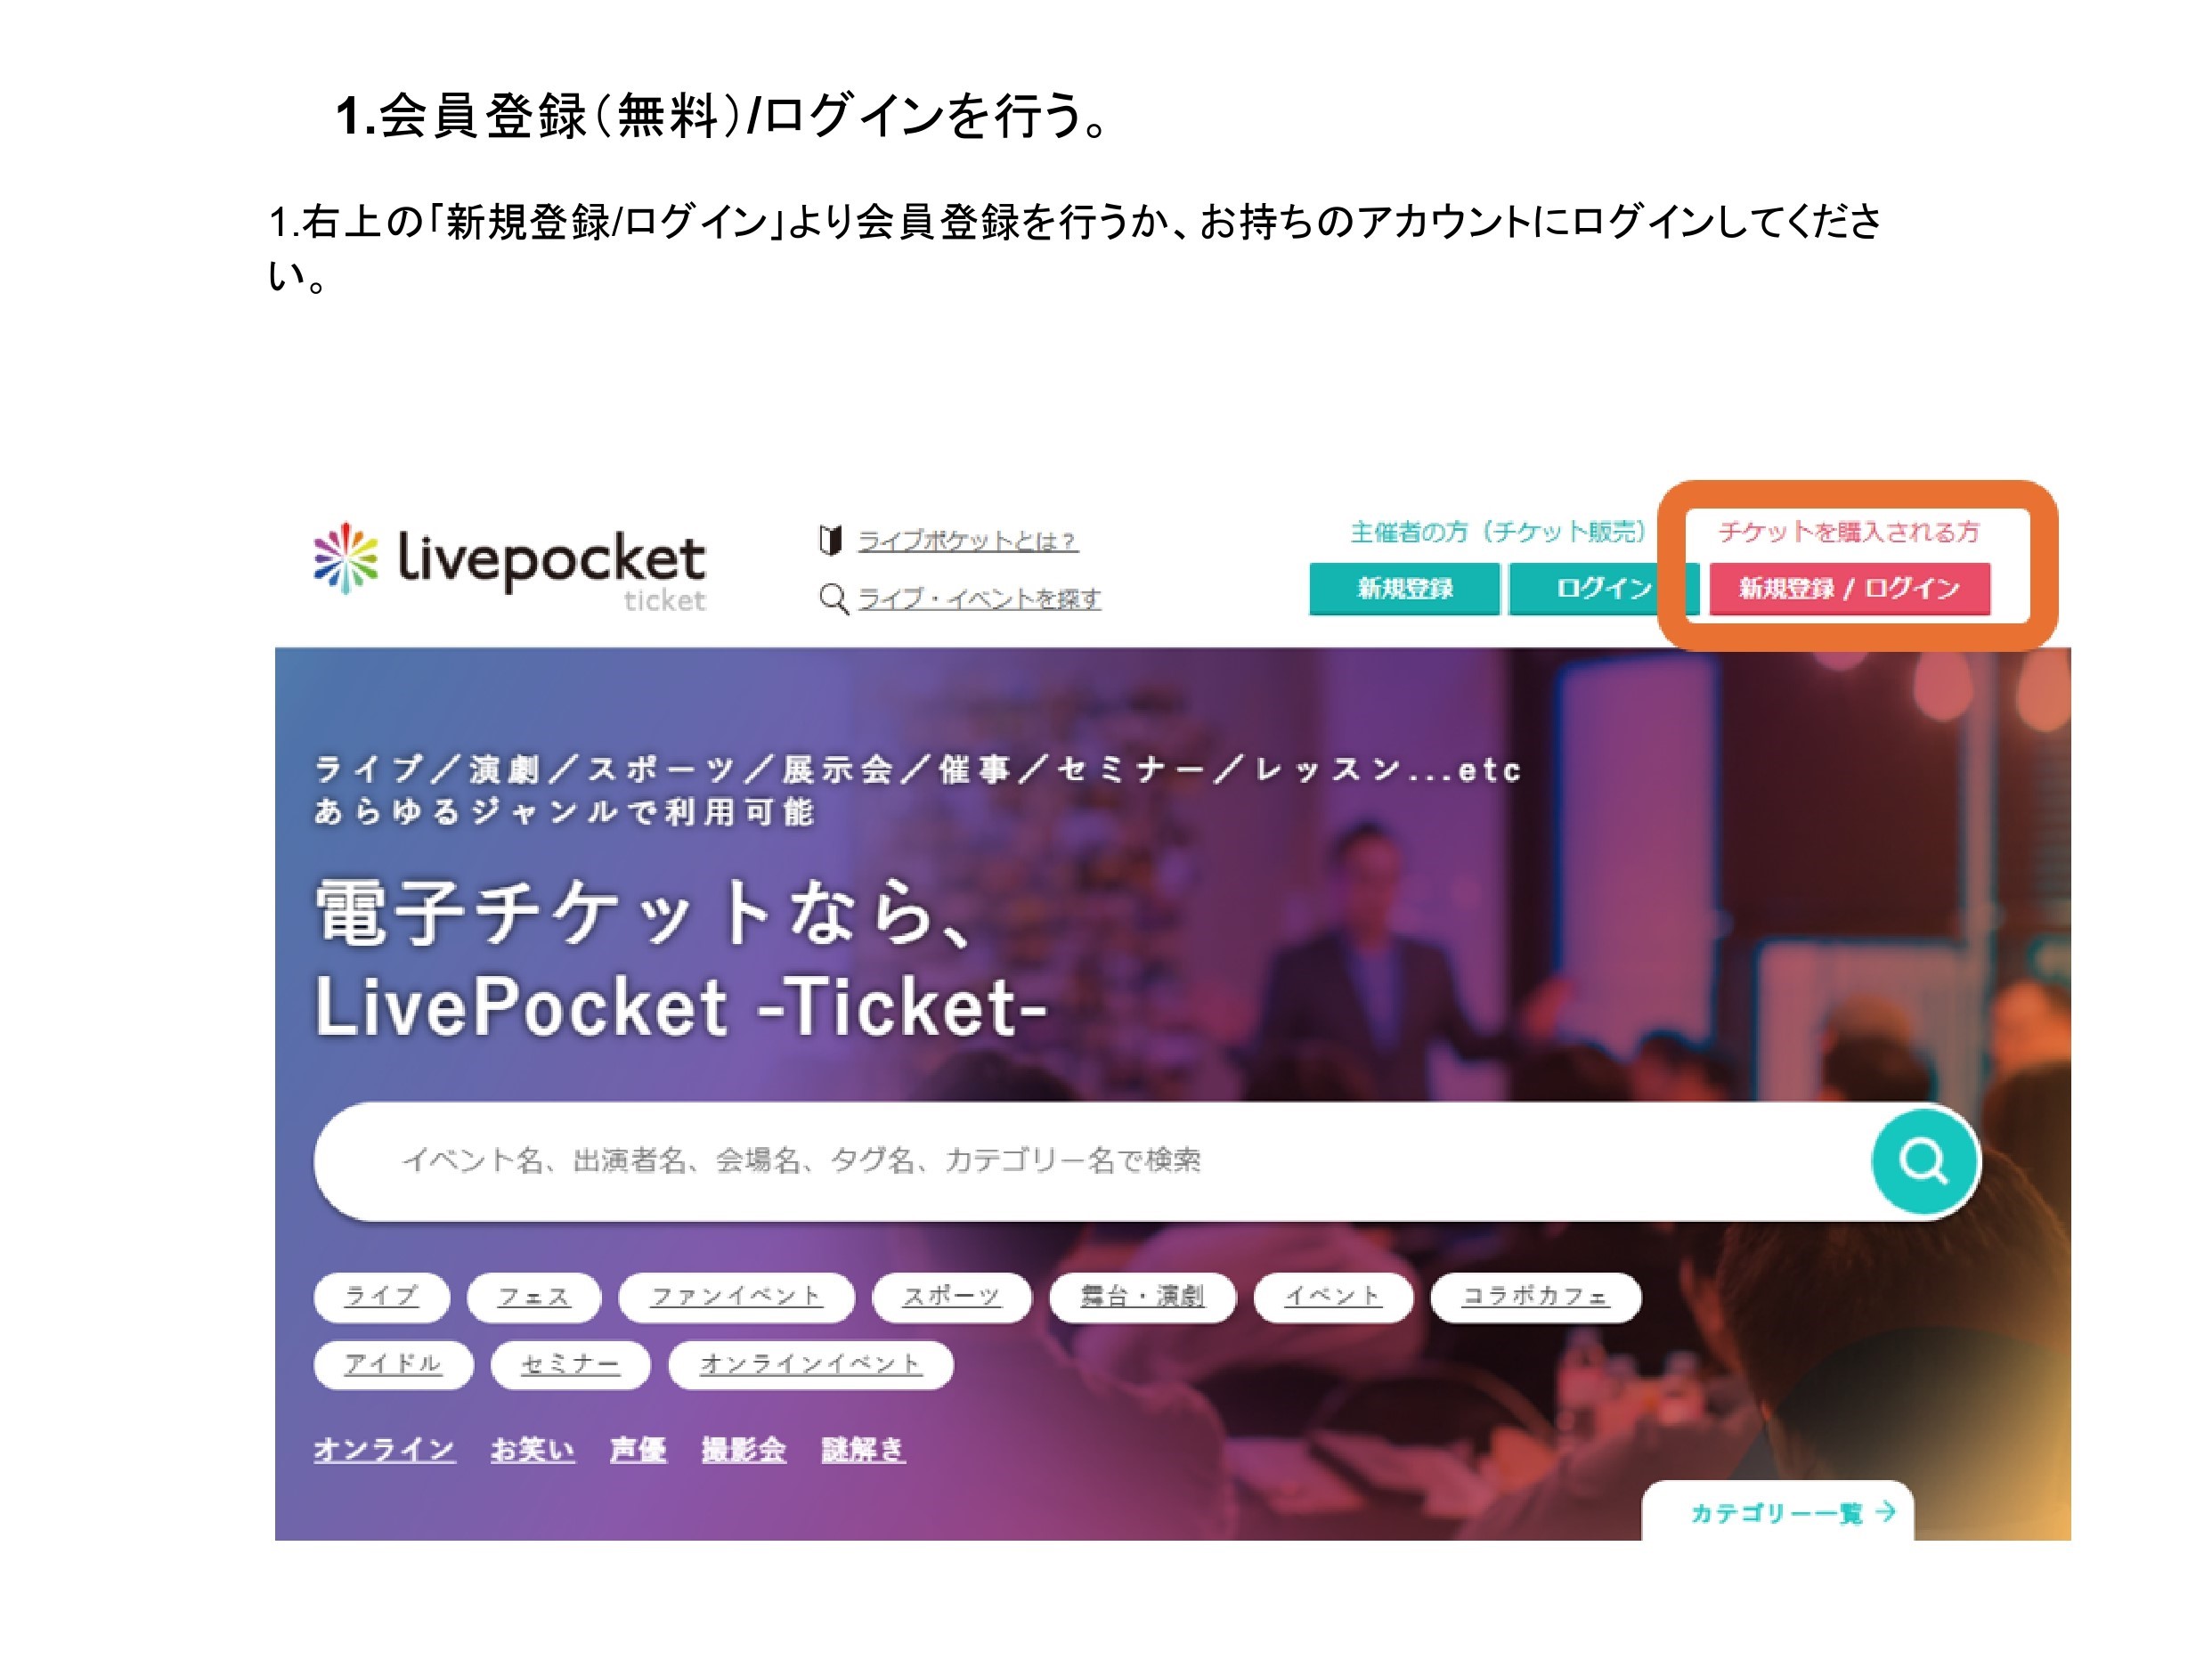 1.会員登録（無料）/ログインを行う。
1.右上の「新規登録/ログイン」より会員登録を行うか、お持ちのアカウントにログインしてくださ
い。
livepocket
ticket
ライブポケットとは？
ライブ・イベントを探す
主催者の方（チケット販売）
新規登録
ログイン
チケットを購入される方
新規登録 / ログイン
ライブ／演劇／スポーツ／展示会／催事／セミナー／レッスン...etc
あらゆるジャンルで利用可能
電子チケットなら、
LivePocket -Ticket-
イベント名、出演者名、会場名、タグ名、カテゴリー名で検索
ライブ フェス ファンイベント スポーツ 舞台・演劇 イベント コラボカフェ
アイドル セミナー オンラインイベント
オンライン お笑い 声優 撮影会 謎解き
カテゴリー一覧 →